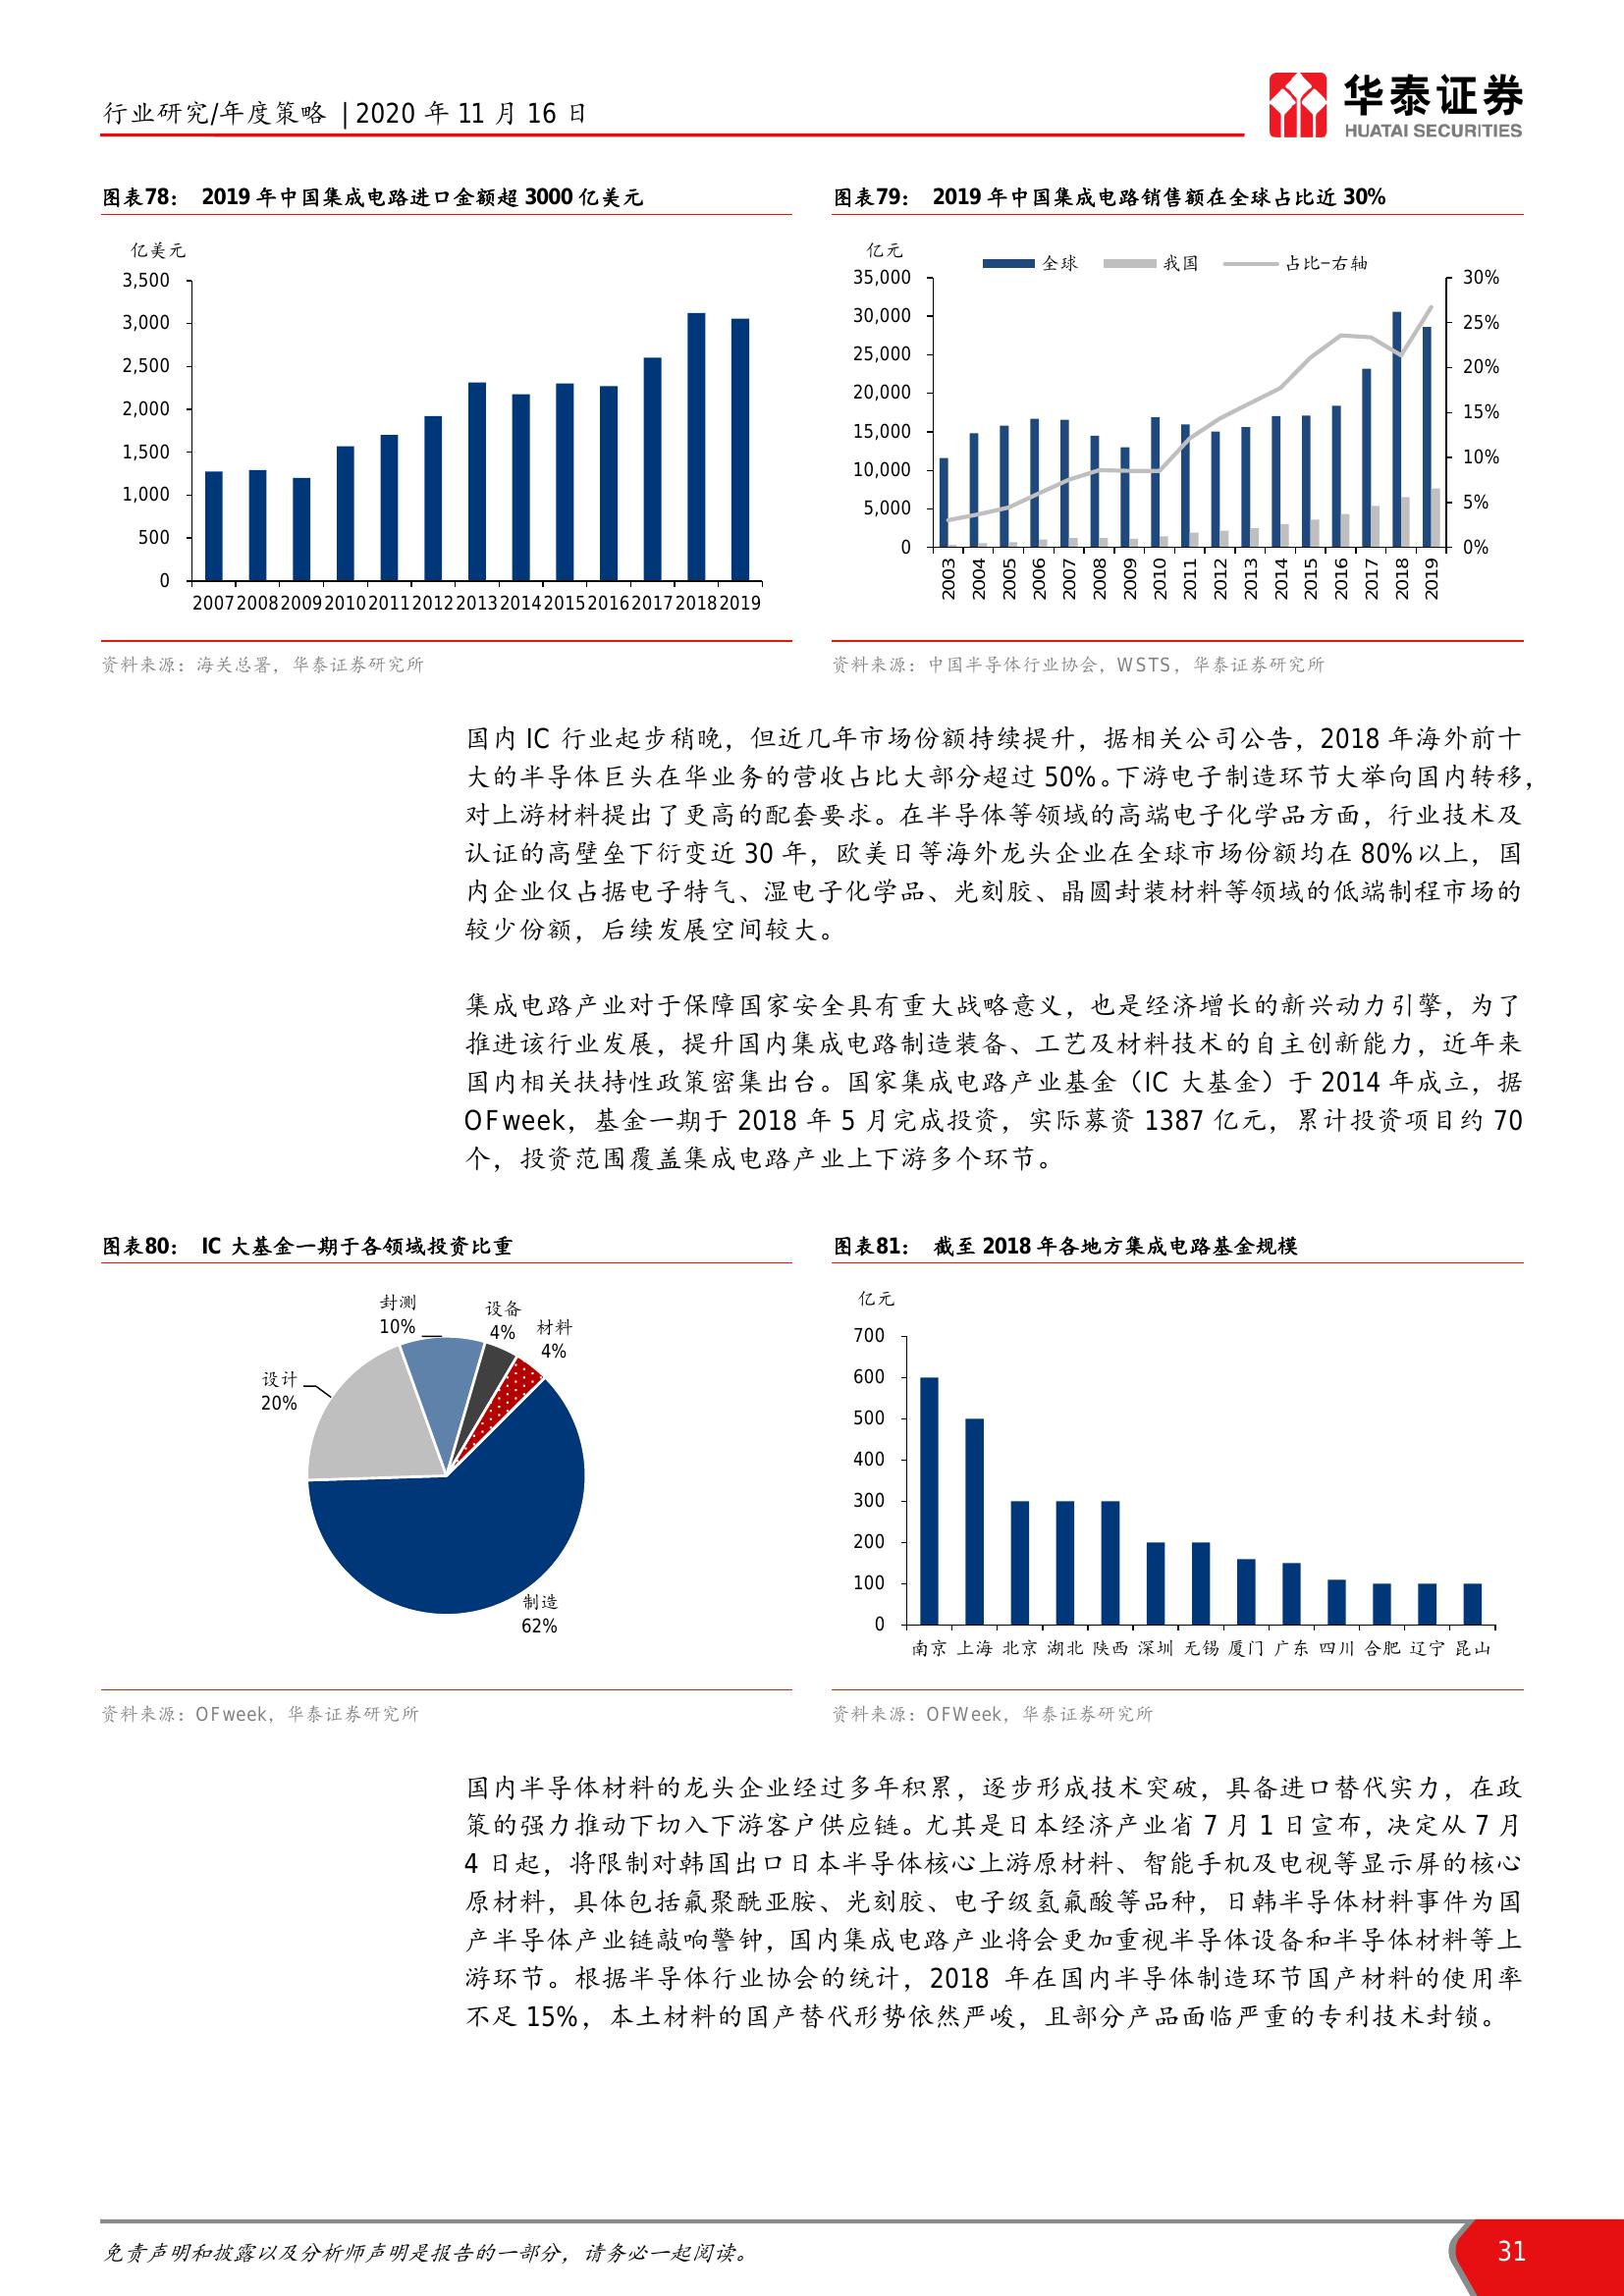 行业研究/年度策略 | 2020 年 11 月 16 日
华泰证券
HUATAI SECURITIES
图表78： 2019 年中国集成电路进口金额超 3000 亿美元
亿美元
3,500
3,000
2,500
2,000
1,500
1,000
500
0
2007 2008 2009 2010 2011 2012 2013 2014 2015 2016 2017 2018 2019
资料来源：海关总署，华泰证券研究所
图表79： 2019 年中国集成电路销售额在全球占比近 30%
亿元
全球 我国 占比-右轴
35,000
30,000
25,000
20,000
15,000
10,000
5,000
0
30%
25%
20%
15%
10%
5%
0%
2003 2004 2005 2006 2007 2008 2009 2010 2011 2012 2013 2014 2015 2016 2017 2018 2019
资料来源：中国半导体行业协会，WSTS，华泰证券研究所
国内 IC 行业起步稍晚，但近几年市场份额持续提升，据相关公司公告，2018 年海外前十
大的半导体巨头在华业务的营收占比大部分超过 50%。下游电子制造环节大举向国内转移，
对上游材料提出了更高的配套要求。在半导体等领域的高端电子化学品方面，行业技术及
认证的高壁垒下衍变近 30 年，欧美日等海外龙头企业在全球市场份额均在 80%以上，国
内企业仅占据电子特气、湿电子化学品、光刻胶、晶圆封装材料等领域的低端制程市场的
较少份额，后续发展空间较大。
集成电路产业对于保障国家安全具有重大战略意义，也是经济增长的新兴动力引擎，为了
推进该行业发展，提升国内集成电路制造装备、工艺及材料技术的自主创新能力，近年来
国内相关扶持性政策密集出台。国家集成电路产业基金（IC 大基金）于 2014 年成立，据
OFweek，基金一期于 2018 年 5 月完成投资，实际募资 1387 亿元，累计投资项目约 70
个，投资范围覆盖集成电路产业上下游多个环节。
图表80： IC 大基金一期于各领域投资比重
封测
10%
设备
4%
材料
4%
设计
20%
制造
62%
资料来源：OFweek，华泰证券研究所
图表81： 截至 2018 年各地方集成电路基金规模
亿元
700
600
500
400
300
200
100
0
南京 上海 北京 湖北 陕西 深圳 无锡 厦门 广东 四川 合肥 辽宁 昆山
资料来源：OFWeek，华泰证券研究所
国内半导体材料的龙头企业经过多年积累，逐步形成技术突破，具备进口替代实力，在政
策的强力推动下切入下游客户供应链。尤其是日本经济产业省 7 月 1 日宣布，决定从 7 月
4 日起，将限制对韩国出口日本半导体核心上游原材料、智能手机及电视等显示屏的核心
原材料，具体包括氟聚酰亚胺、光刻胶、电子级氢氟酸等品种，日韩半导体材料事件为国
产半导体产业链敲响警钟，国内集成电路产业将会更加重视半导体设备和半导体材料等上
游环节。根据半导体行业协会的统计，2018 年在国内半导体制造环节国产材料的使用率
不足 15%，本土材料的国产替代形势依然严峻，且部分产品面临严重的专利技术封锁。
免责声明和披露以及分析师声明是报告的一部分，请务必一起阅读。
31